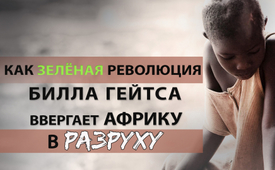 КАК ЗЕЛЁНАЯ РЕВОЛЮЦИЯ
БИЛЛА ГЕЙТСА
ВВЕРГАЕТ АФРИКУ
В РАЗРУХУ